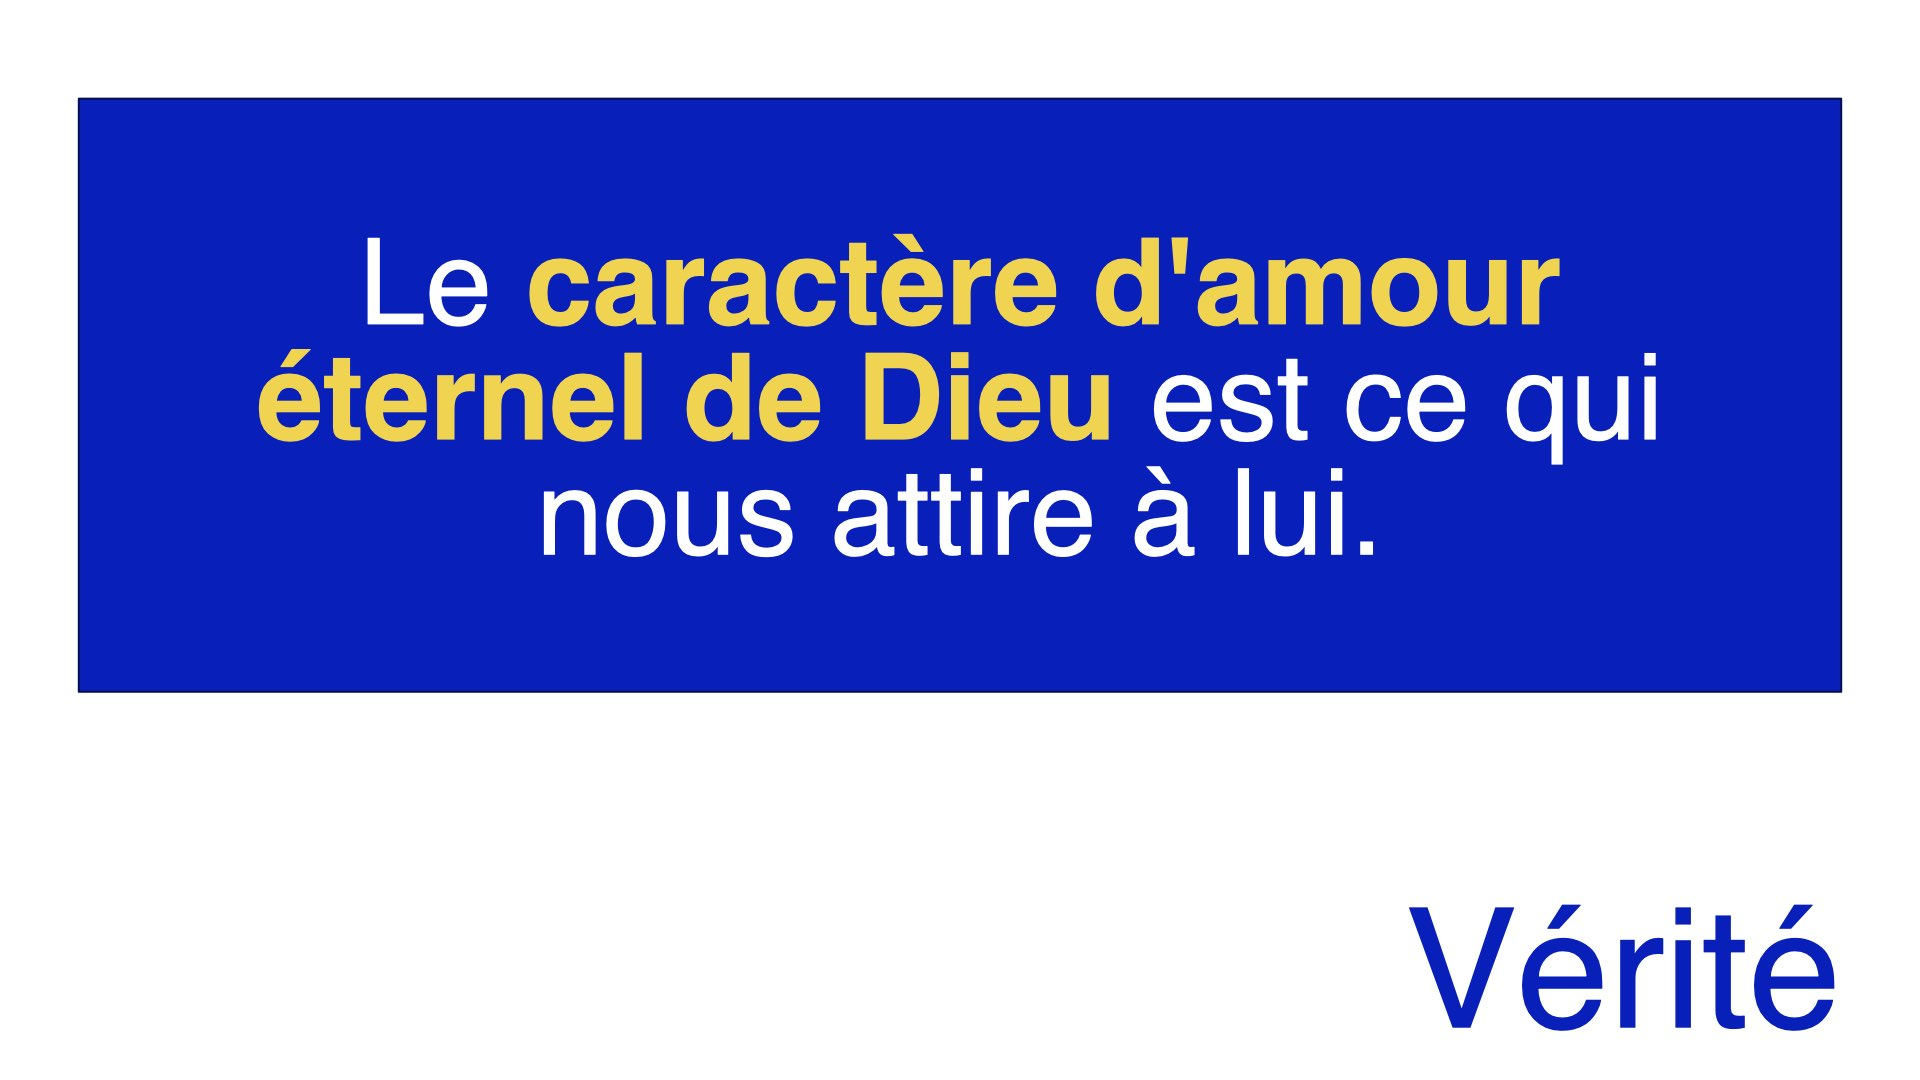 Le caractère d'amour
éternel de Dieu est ce qui
nous attire à lui.
Vérité